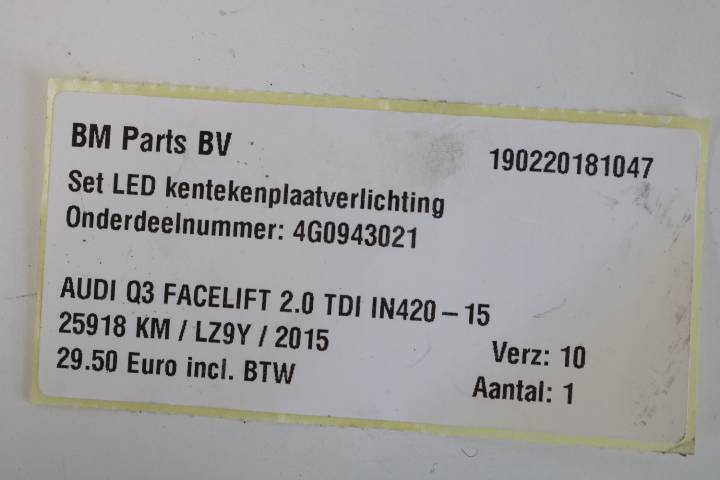 BM Parts BV
190220181047
Set LED kentekenplaatverlichting
Onderdeelnummer: 4G0943021
AUDI Q3 FACELIFT 2.0 TDI IN420-15
25918 KM / LZ9Y / 2015
Verz: 10
29.50 Euro incl. BTW
Aantal: 1